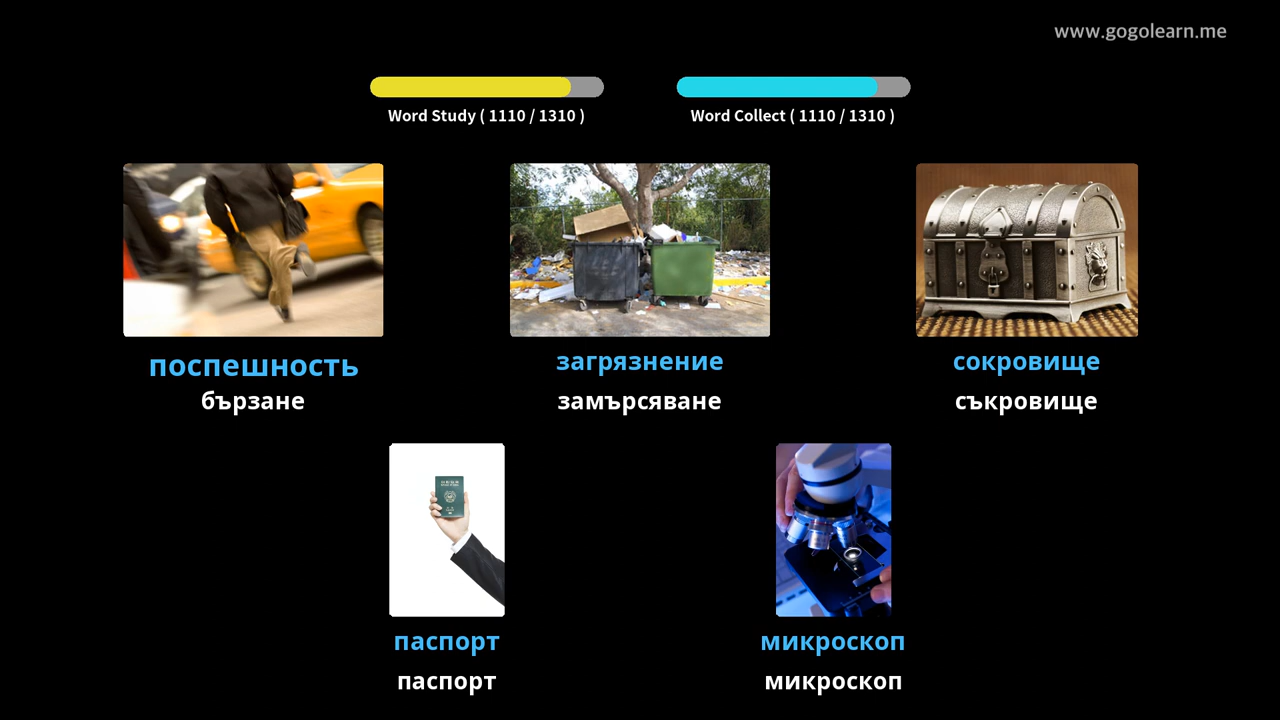 www.gogolearn.me
Word Study ( 1110 / 1310 )
Word Collect ( 1110 / 1310 )
поспешность
бързане
загрязнение
замърсяване
сокровище
съкровище
паспорт
паспорт
микроскоп
микроскоп